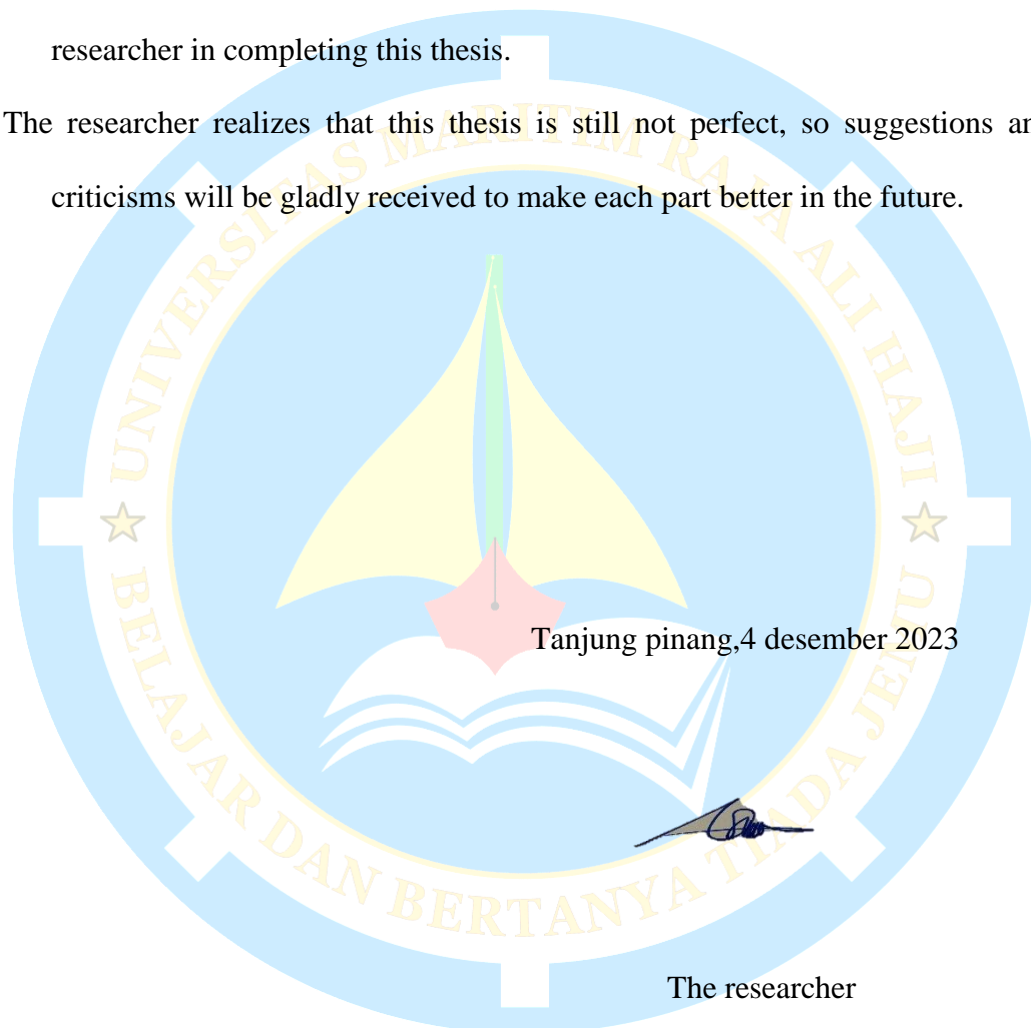 researcher in completing this thesis.
The researcher realizes that this thesis is still not perfect, so suggestions an
criticisms will be gladly received to make each part better in the future.
UNIVERSITAS MARITIM RAJA ALI HAJI
BELAJAR DAN BERTANYA TIADA JEMU
Tanjung pinang,4 desember 2023
The researcher